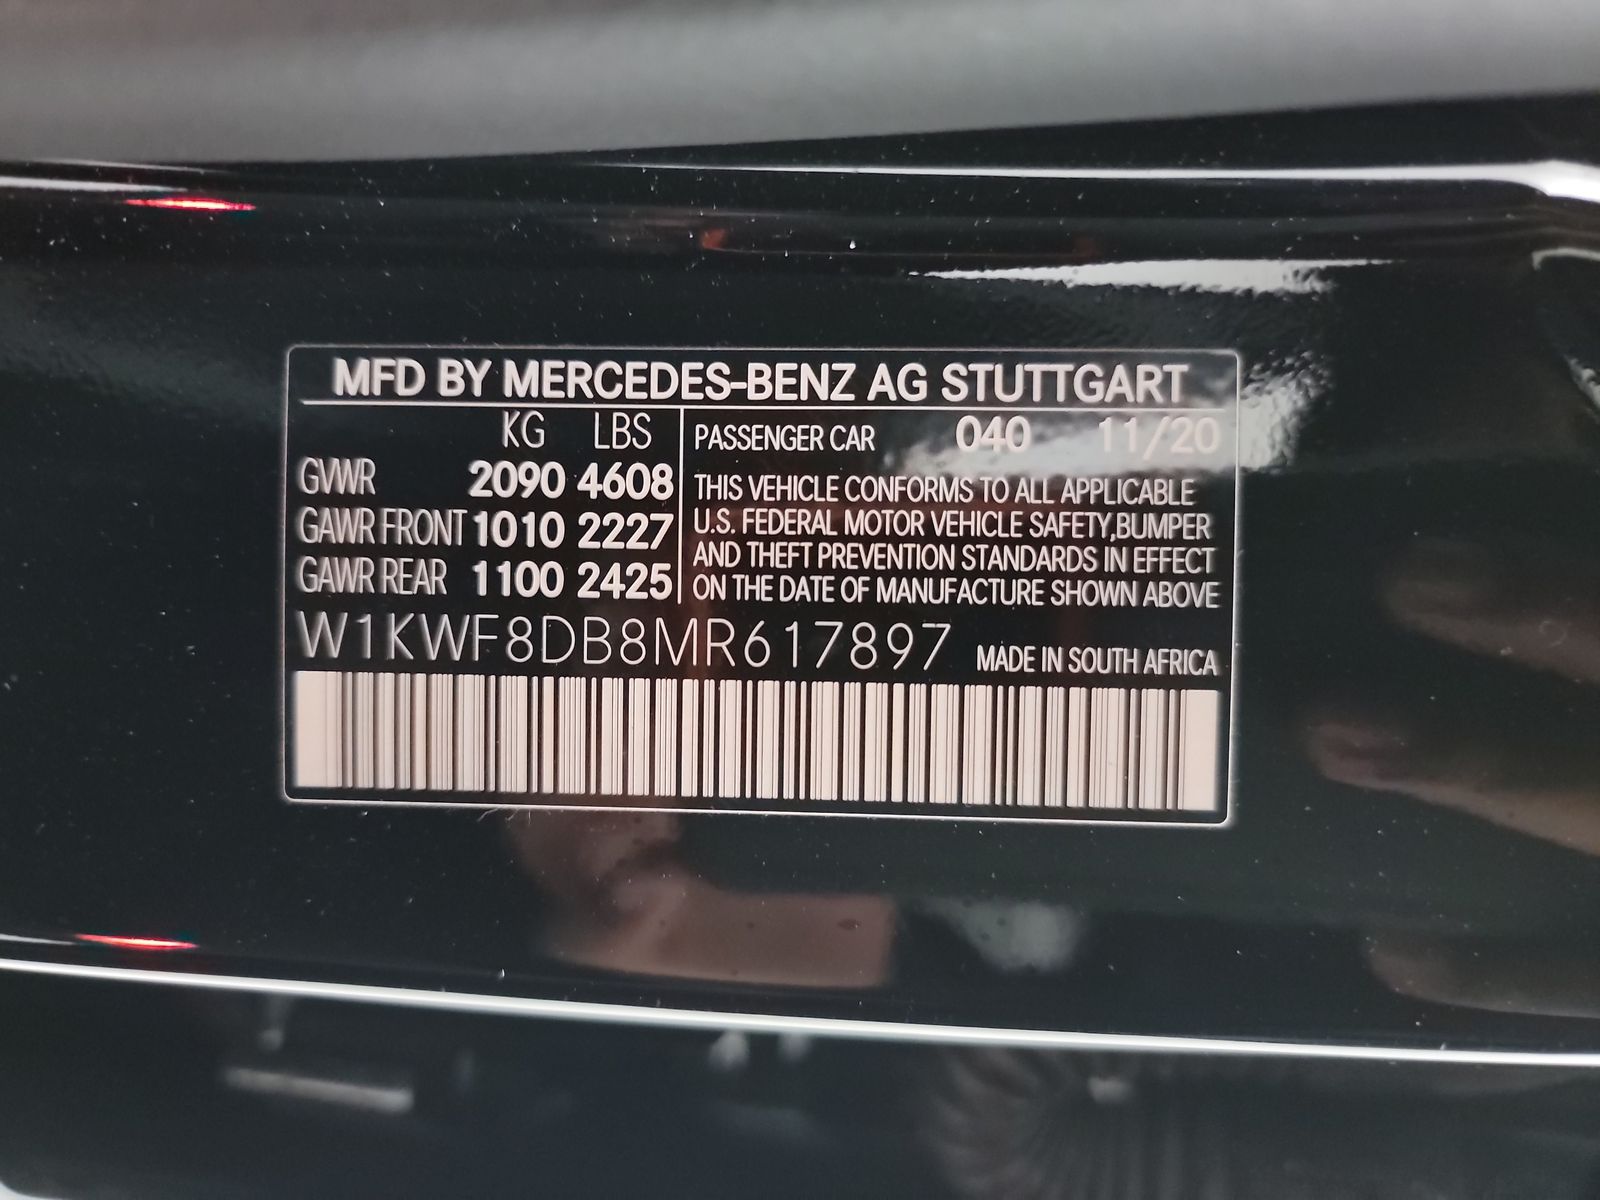 MFD BY MERCEDES-BENZ AG STUTTGART
KG LBS
GVWR 2090 4608
GAWR FRONT 1010 2227
GAWR REAR 1100 2425
PASSENGER CAR 040 11/20
THIS VEHICLE CONFORMS TO ALL APPLICABLE
U.S. FEDERAL MOTOR VEHICLE SAFETY,BUMPER
AND THEFT PREVENTION STANDARDS IN EFFECT
ON THE DATE OF MANUFACTURE SHOWN ABOVE
W1KWF8DB8MR617897
MADE IN SOUTH AFRICA